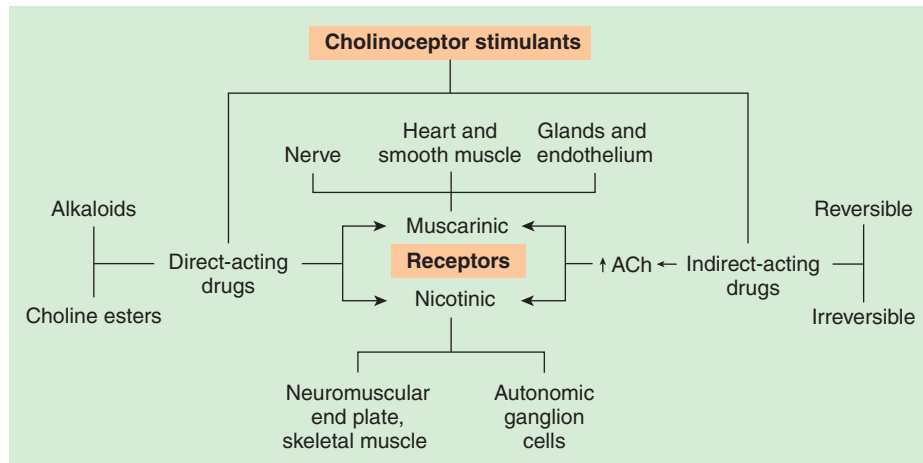 Cholinoceptor stimulants
Nerve
Heart and
smooth muscle
Glands and
endothelium
Alkaloids
Choline esters
Direct-acting
drugs
Muscarinic
Receptors
Nicotinic
↑ ACh
Indirect-acting
drugs
Reversible
Irreversible
Neuromuscular
end plate,
skeletal muscle
Autonomic
ganglion
cells